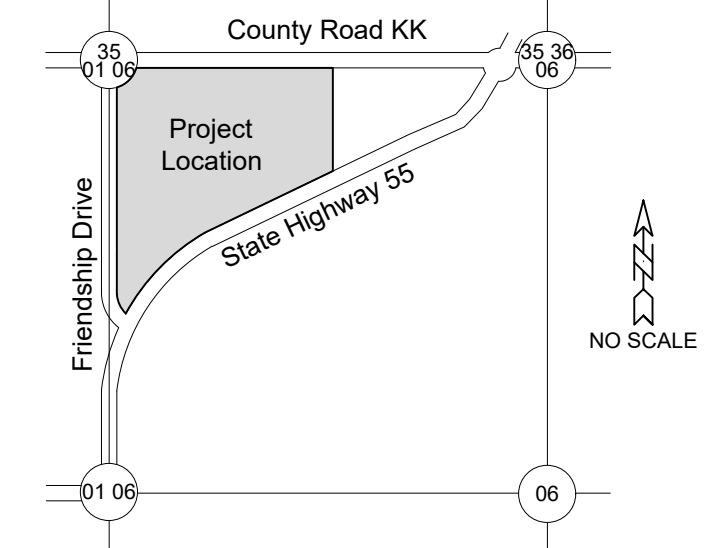 County Road KK
35
01 06
35 36
06
Project
Location
Friendship Drive
State Highway 55
N
NO SCALE
01 06
06